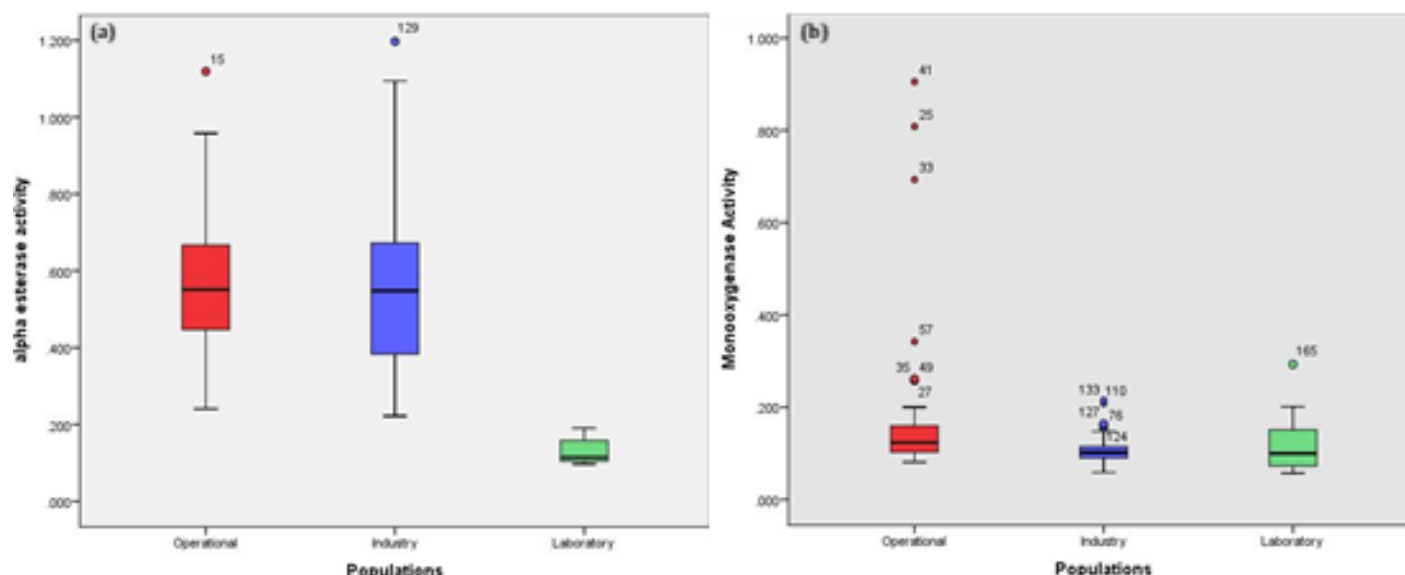 (a)
alpha esterase activity
1.200
1.000
.800
.600
.400
.200
.000
15
129
Operational
Industry
Laboratory
Populations
(b)
Monooxygenase Activity
1.000
.800
.600
.400
.200
.000
41
25
33
57
35 49
27
133 110
127 76
124
165
Operational
Industry
Laboratory
Populations